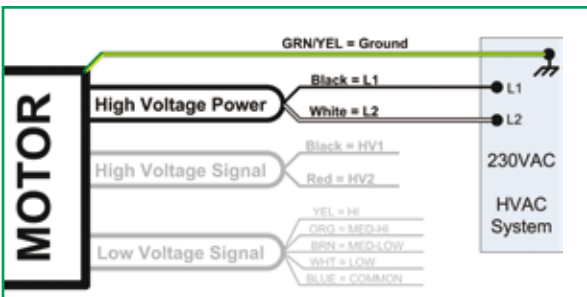 GRN/YEL = Ground
MOTOR
High Voltage Power
Black = L1
White = L2
L1
L2
230VAC
HVAC
System
High Voltage Signal
Black = HV1
Red = HV2
Low Voltage Signal
YEL = HI
ORG = MED-HI
BRN = MED-LOW
WHT = LOW
BLUE = COMMON